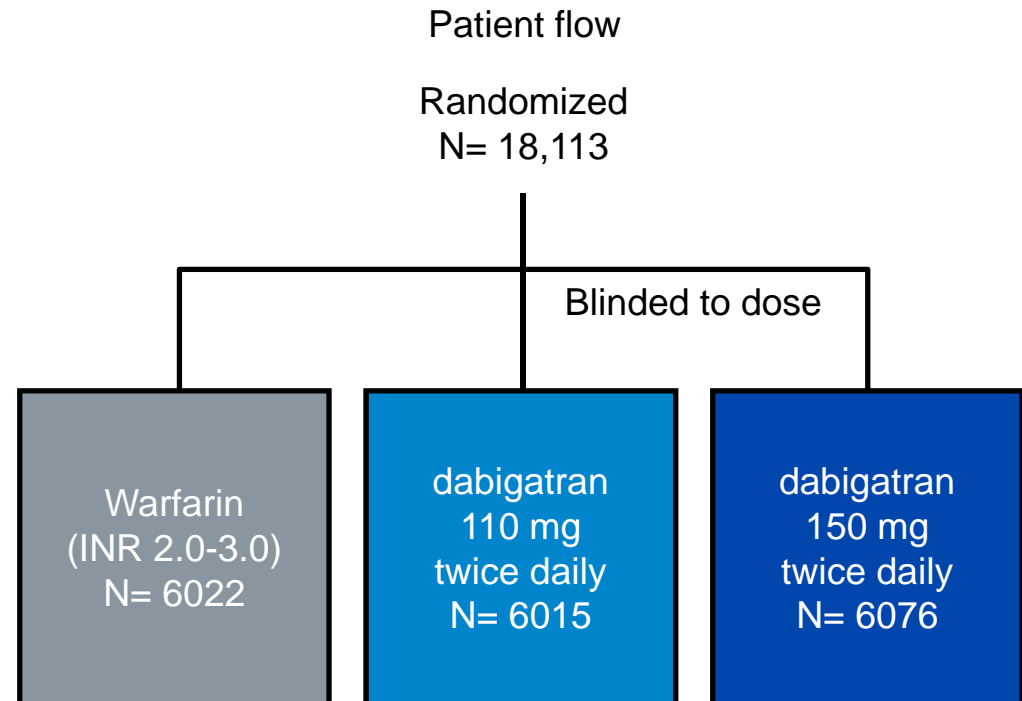 Patient flow
Randomized
N= 18,113
Blinded to dose
Warfarin
(INR 2.0-3.0)
N= 6022
dabigatran
110 mg
twice daily
N= 6015
dabigatran
150 mg
twice daily
N= 6076